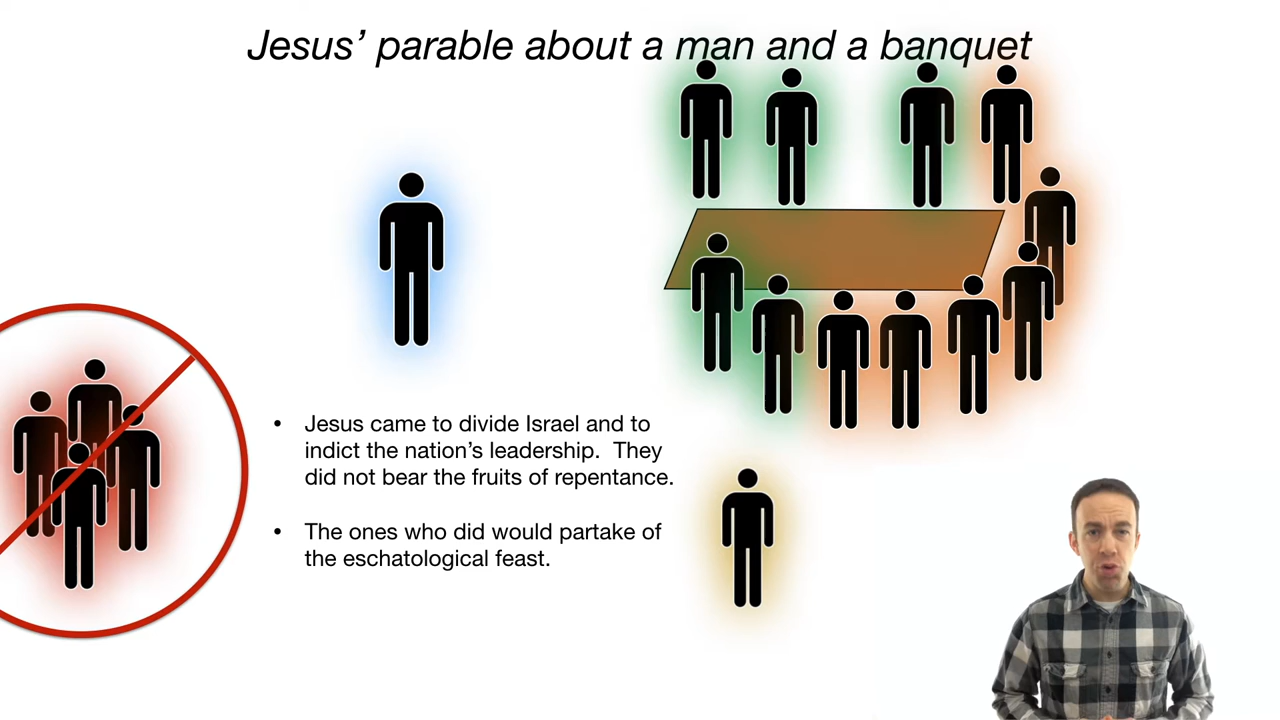 Jesus’ parable about a man and a banquet
• Jesus came to divide Israel and to
indict the nation’s leadership.  They
did not bear the fruits of repentance.
• The ones who did would partake of
the eschatological feast.